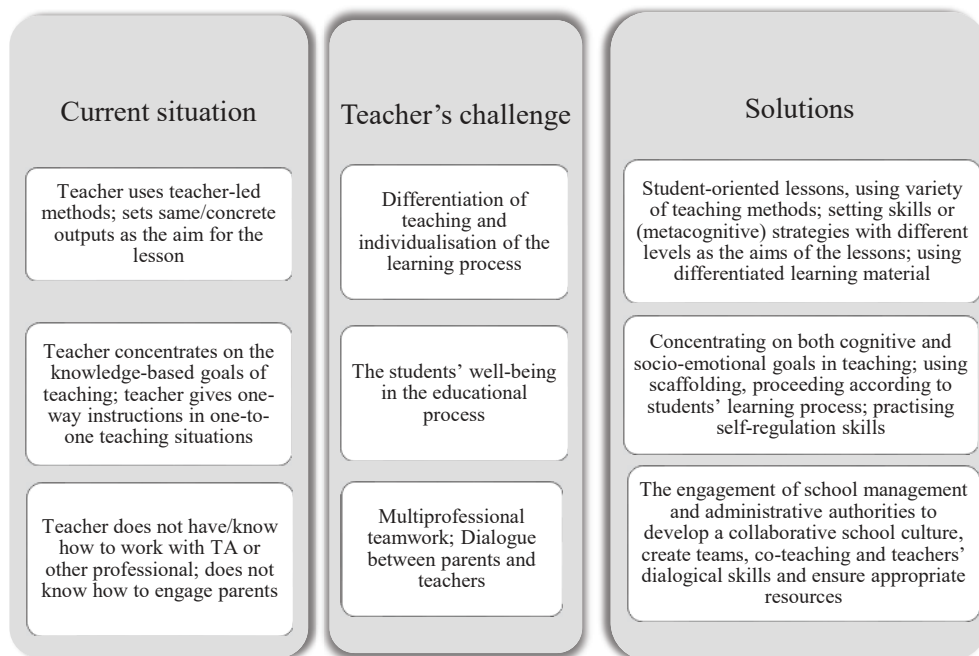 Current situation
Teacher uses teacher-led
methods; sets same/concrete
outputs as the aim for the
lesson
Teacher concentrates on the
knowledge-based goals of
teaching; teacher gives one-
way instructions in one-to-
one teaching situations
Teacher does not have/know
how to work with TA or
other professional; does not
know how to engage parents
Teacher’s challenge
Differentiation of
teaching and
individualisation of the
learning process
The students’ well-being
in the educational
process
Multiprofessional
teamwork; Dialogue
between parents and
teachers
Solutions
Student-oriented lessons, using variety
of teaching methods; setting skills or
(metacognitive) strategies with different
levels as the aims of the lessons; using
differentiated learning material
Concentrating on both cognitive and
socio-emotional goals in teaching; using
scaffolding, proceeding according to
students’ learning process; practising
self-regulation skills
The engagement of school management
and administrative authorities to
develop a collaborative school culture,
create teams, co-teaching and teachers’
dialogical skills and ensure appropriate
resources